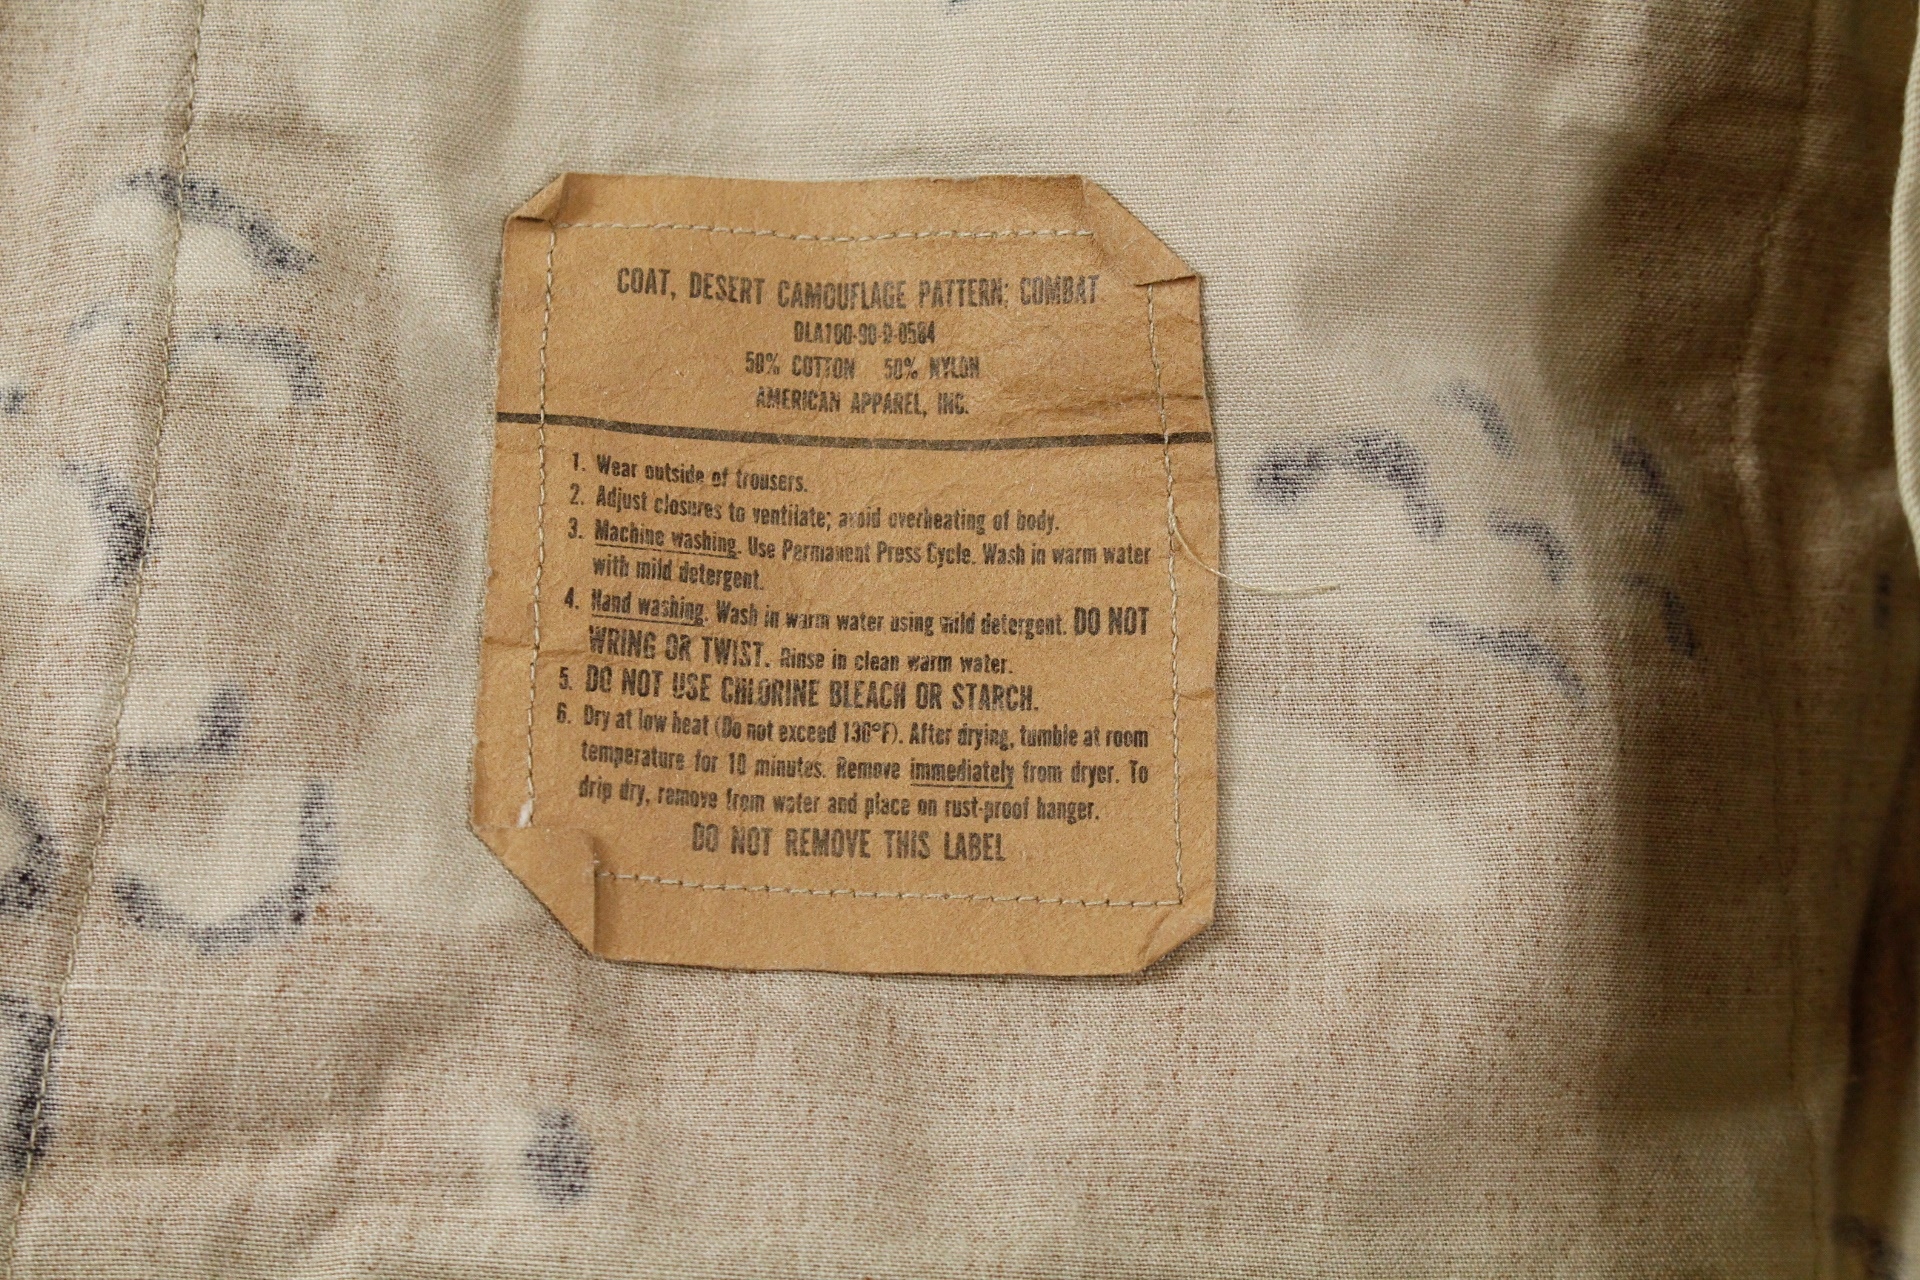 COAT, DESERT CAMOUFLAGE PATTERN: COMBAT
DLA100-90-D-0584
50% COTTON 50% NYLON
AMERICAN APPAREL, INC.
1. Wear outside of trousers.
2. Adjust closures to ventilate; avoid overheating of body.
3. Machine washing. Use Permanent Press Cycle. Wash in warm water
with mild detergent.
4. Hand washing. Wash in warm water using mild detergent. DO NOT
WRING OR TWIST. Rinse in clean warm water.
5. DO NOT USE CHLORINE BLEACH OR STARCH.
6. Dry at low heat (Do not exceed 130°F). After drying, tumble at room
temperature for 10 minutes. Remove immediately from dryer. To
drip dry, remove from water and place on rust-proof hanger.
DO NOT REMOVE THIS LABEL